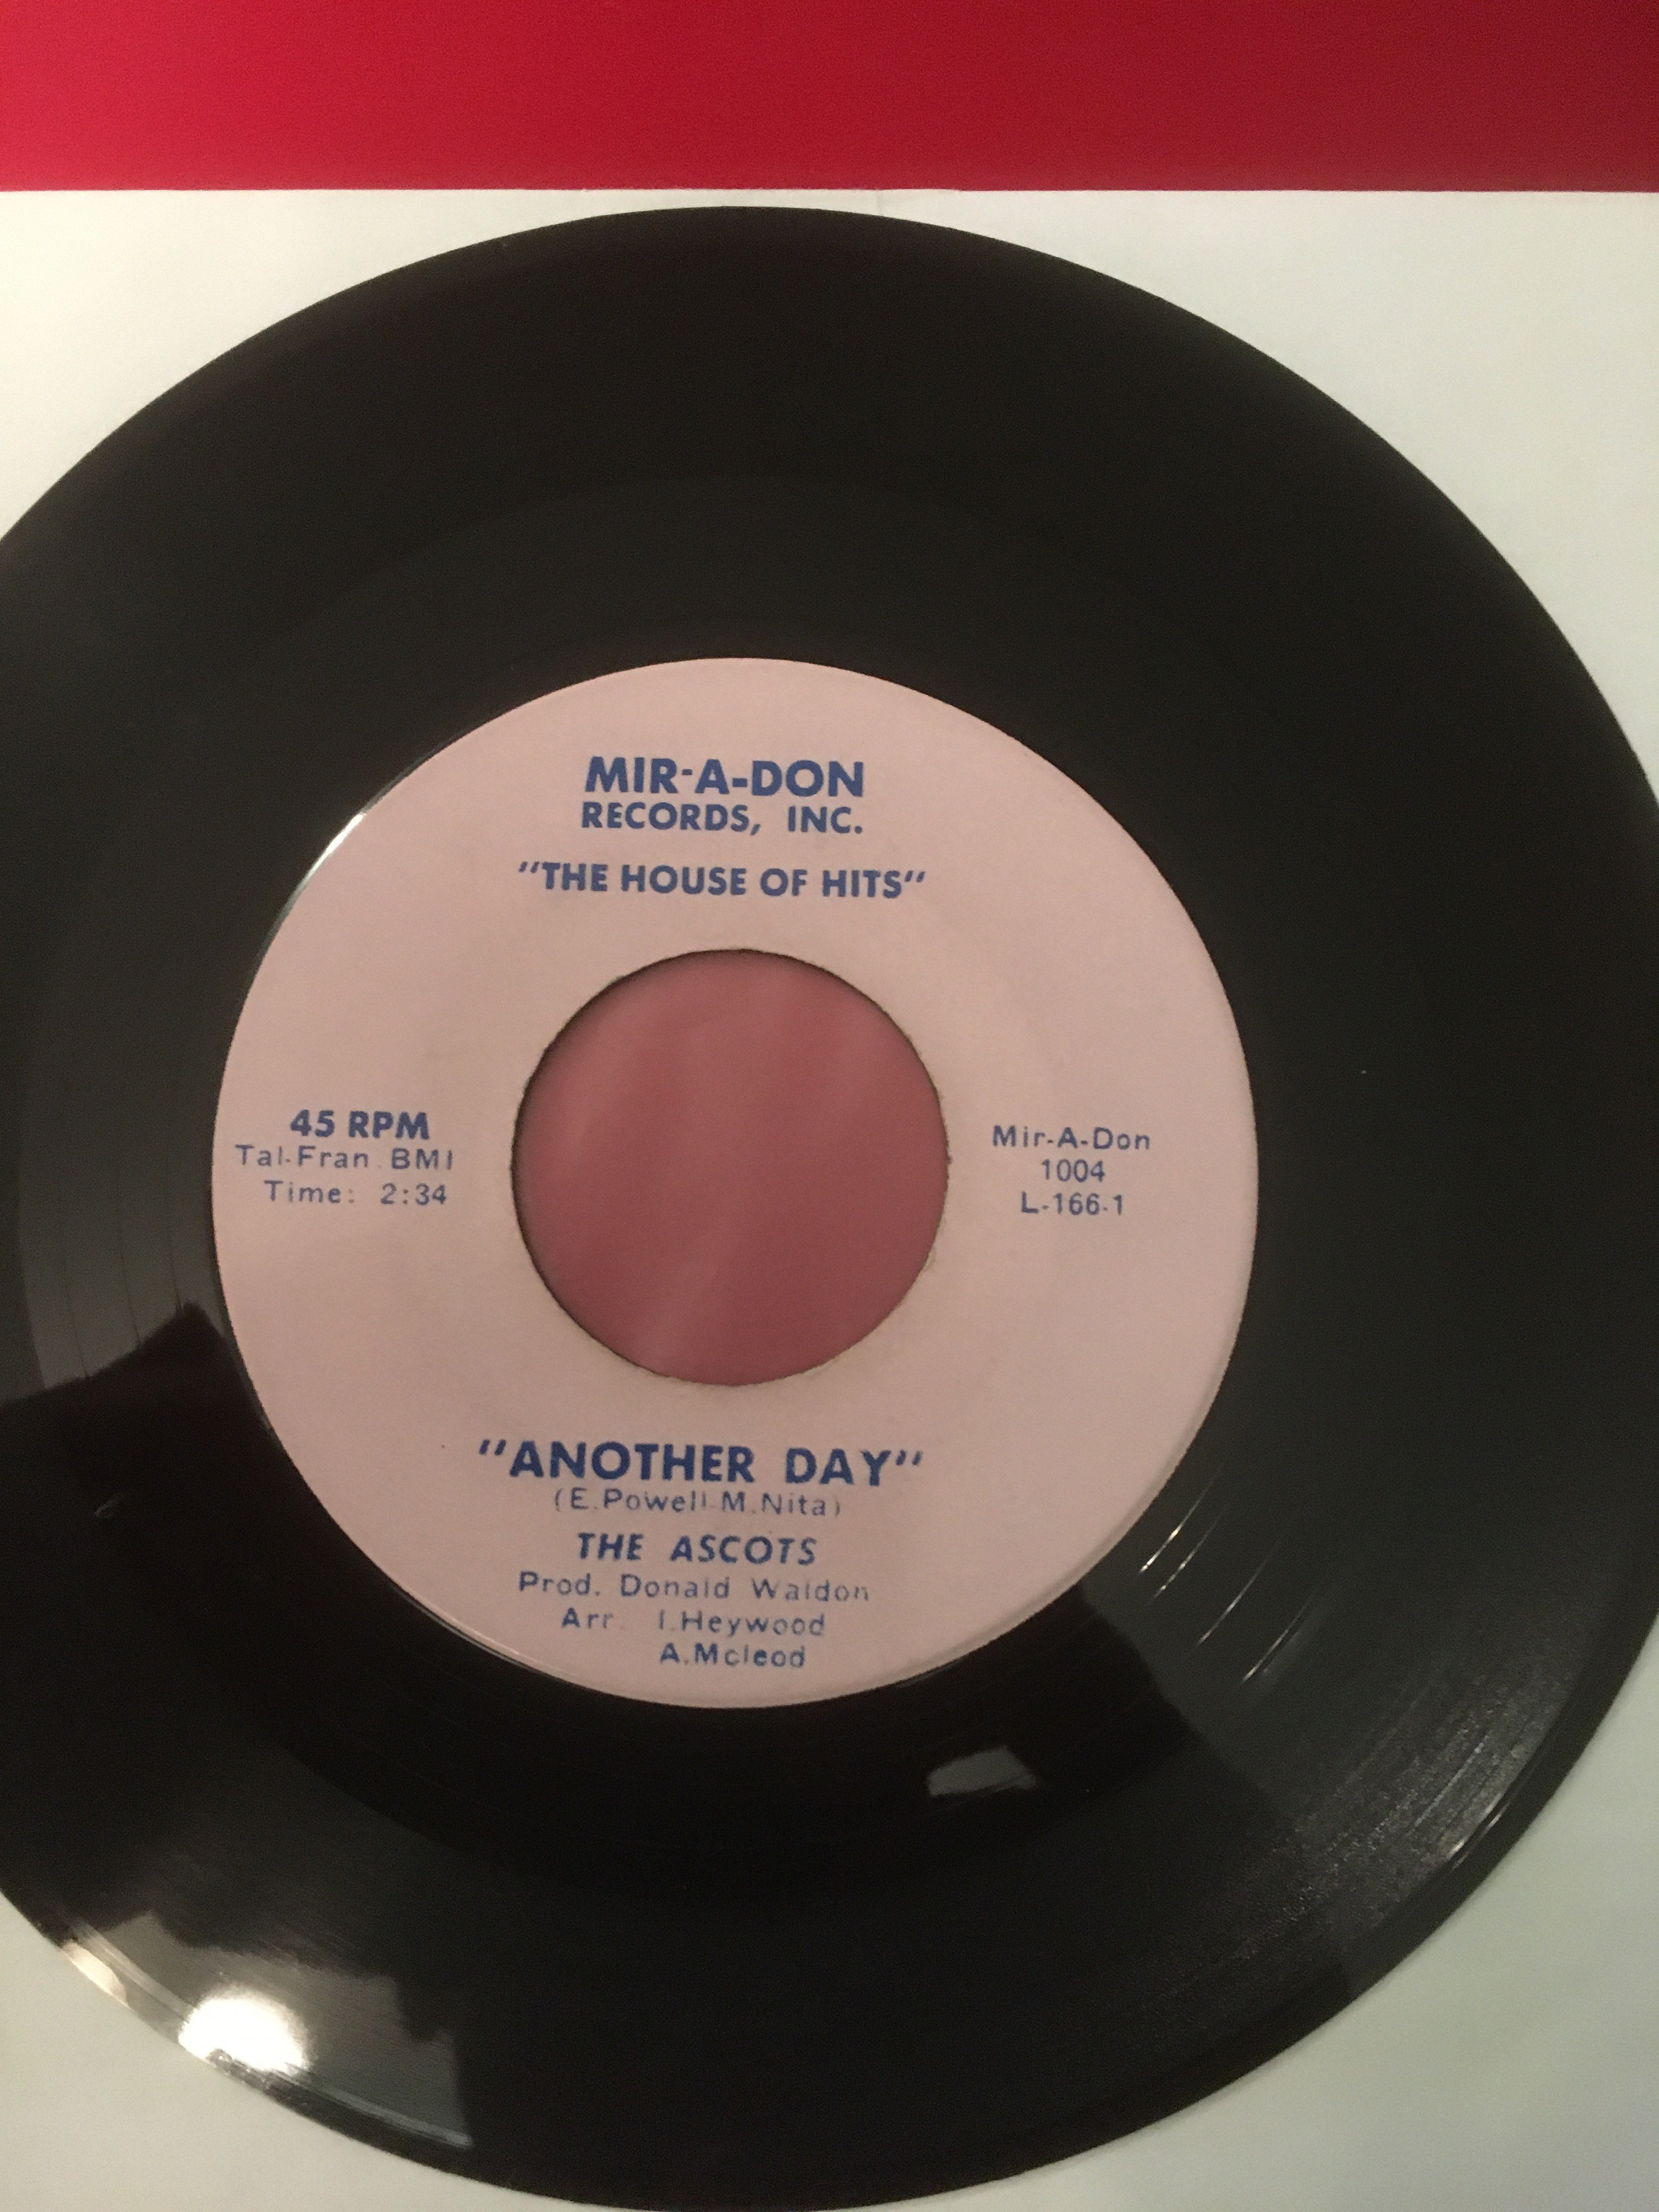 MIR-A-DON
RECORDS, INC.
"THE HOUSE OF HITS"
45 RPM
Tal-Fran BMI
Time: 2:34
Mir-A-Don
1004
L-166-1
"ANOTHER DAY"
(E.Powell-M.Nita)
THE ASCOTS
Prod. Donald Waldon
Arr. I.Heywood
A.Mcleod